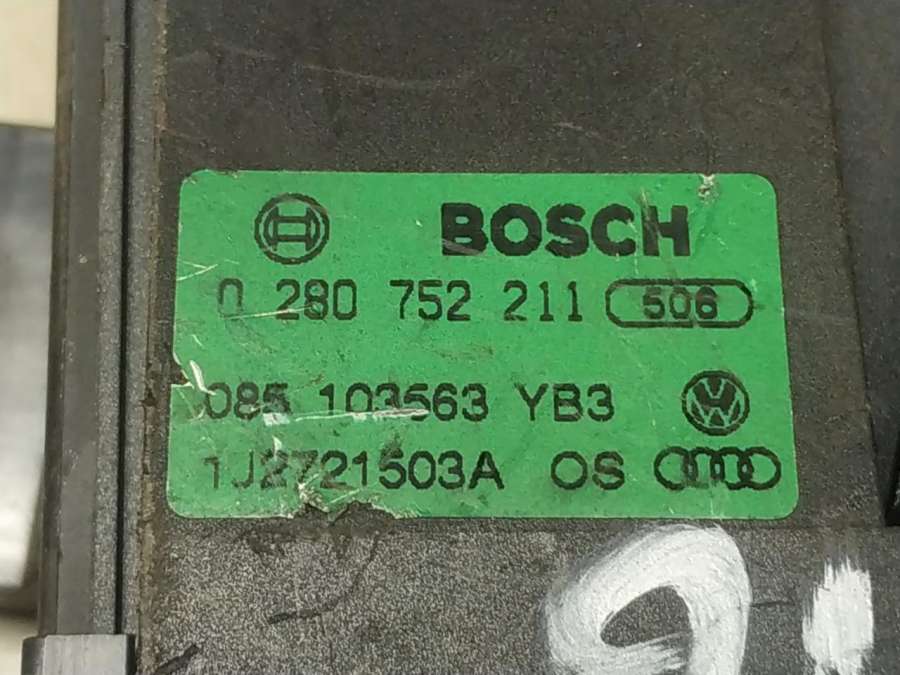 BOSCH
0 280 752 211 506
085 103563 YB3
1J2721503A OS